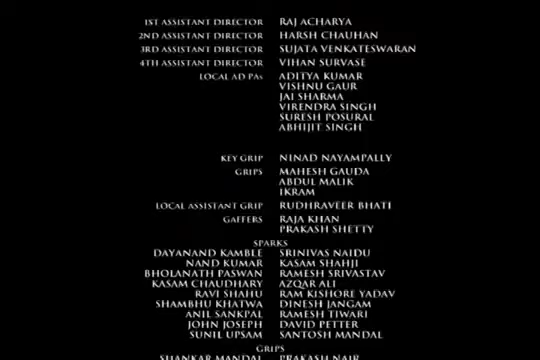 1ST ASSISTANT DIRECTOR RAJ ACHARYA
2ND ASSISTANT DIRECTOR HARSH CHAUHAN
3RD ASSISTANT DIRECTOR SUJATA VENKATESWARAN
4TH ASSISTANT DIRECTOR VIHAN SURVASE
LOCAL AD PAs ADITYA KUMAR
VISHNU GAUR
JAI SHARMA
VIRENDRA SINGH
SURESH POSURAL
ABHIJIT SINGH
KEY GRIP NINAD NAYAMPALLY
GRIPS MAHESH GAUDA
ABDUL MALIK
IKRAM
LOCAL ASSISTANT GRIP RUDHRAVEER BHATI
GAFFERS RAJA KHAN
PRAKASH SHETTY
SPARKS
DAYANAND KAMBLE SRINIVAS NAIDU
NAND KUMAR KASAM SHAHJI
BHOLANATH PASWAN RAMESH SRIVASTAV
KASAM CHAUDHARY AZQAR ALI
RAVI SHAHU RAM KISHORE YADAV
SHAMBHU KHATWA DINESH JANGAM
ANIL SANKPAL RAMESH TIWARI
JOHN JOSEPH DAVID PETTER
SUNIL UPSAM SANTOSH MANDAL
GRIPS
SHANKAR MANDAL PRAKASH NAIR